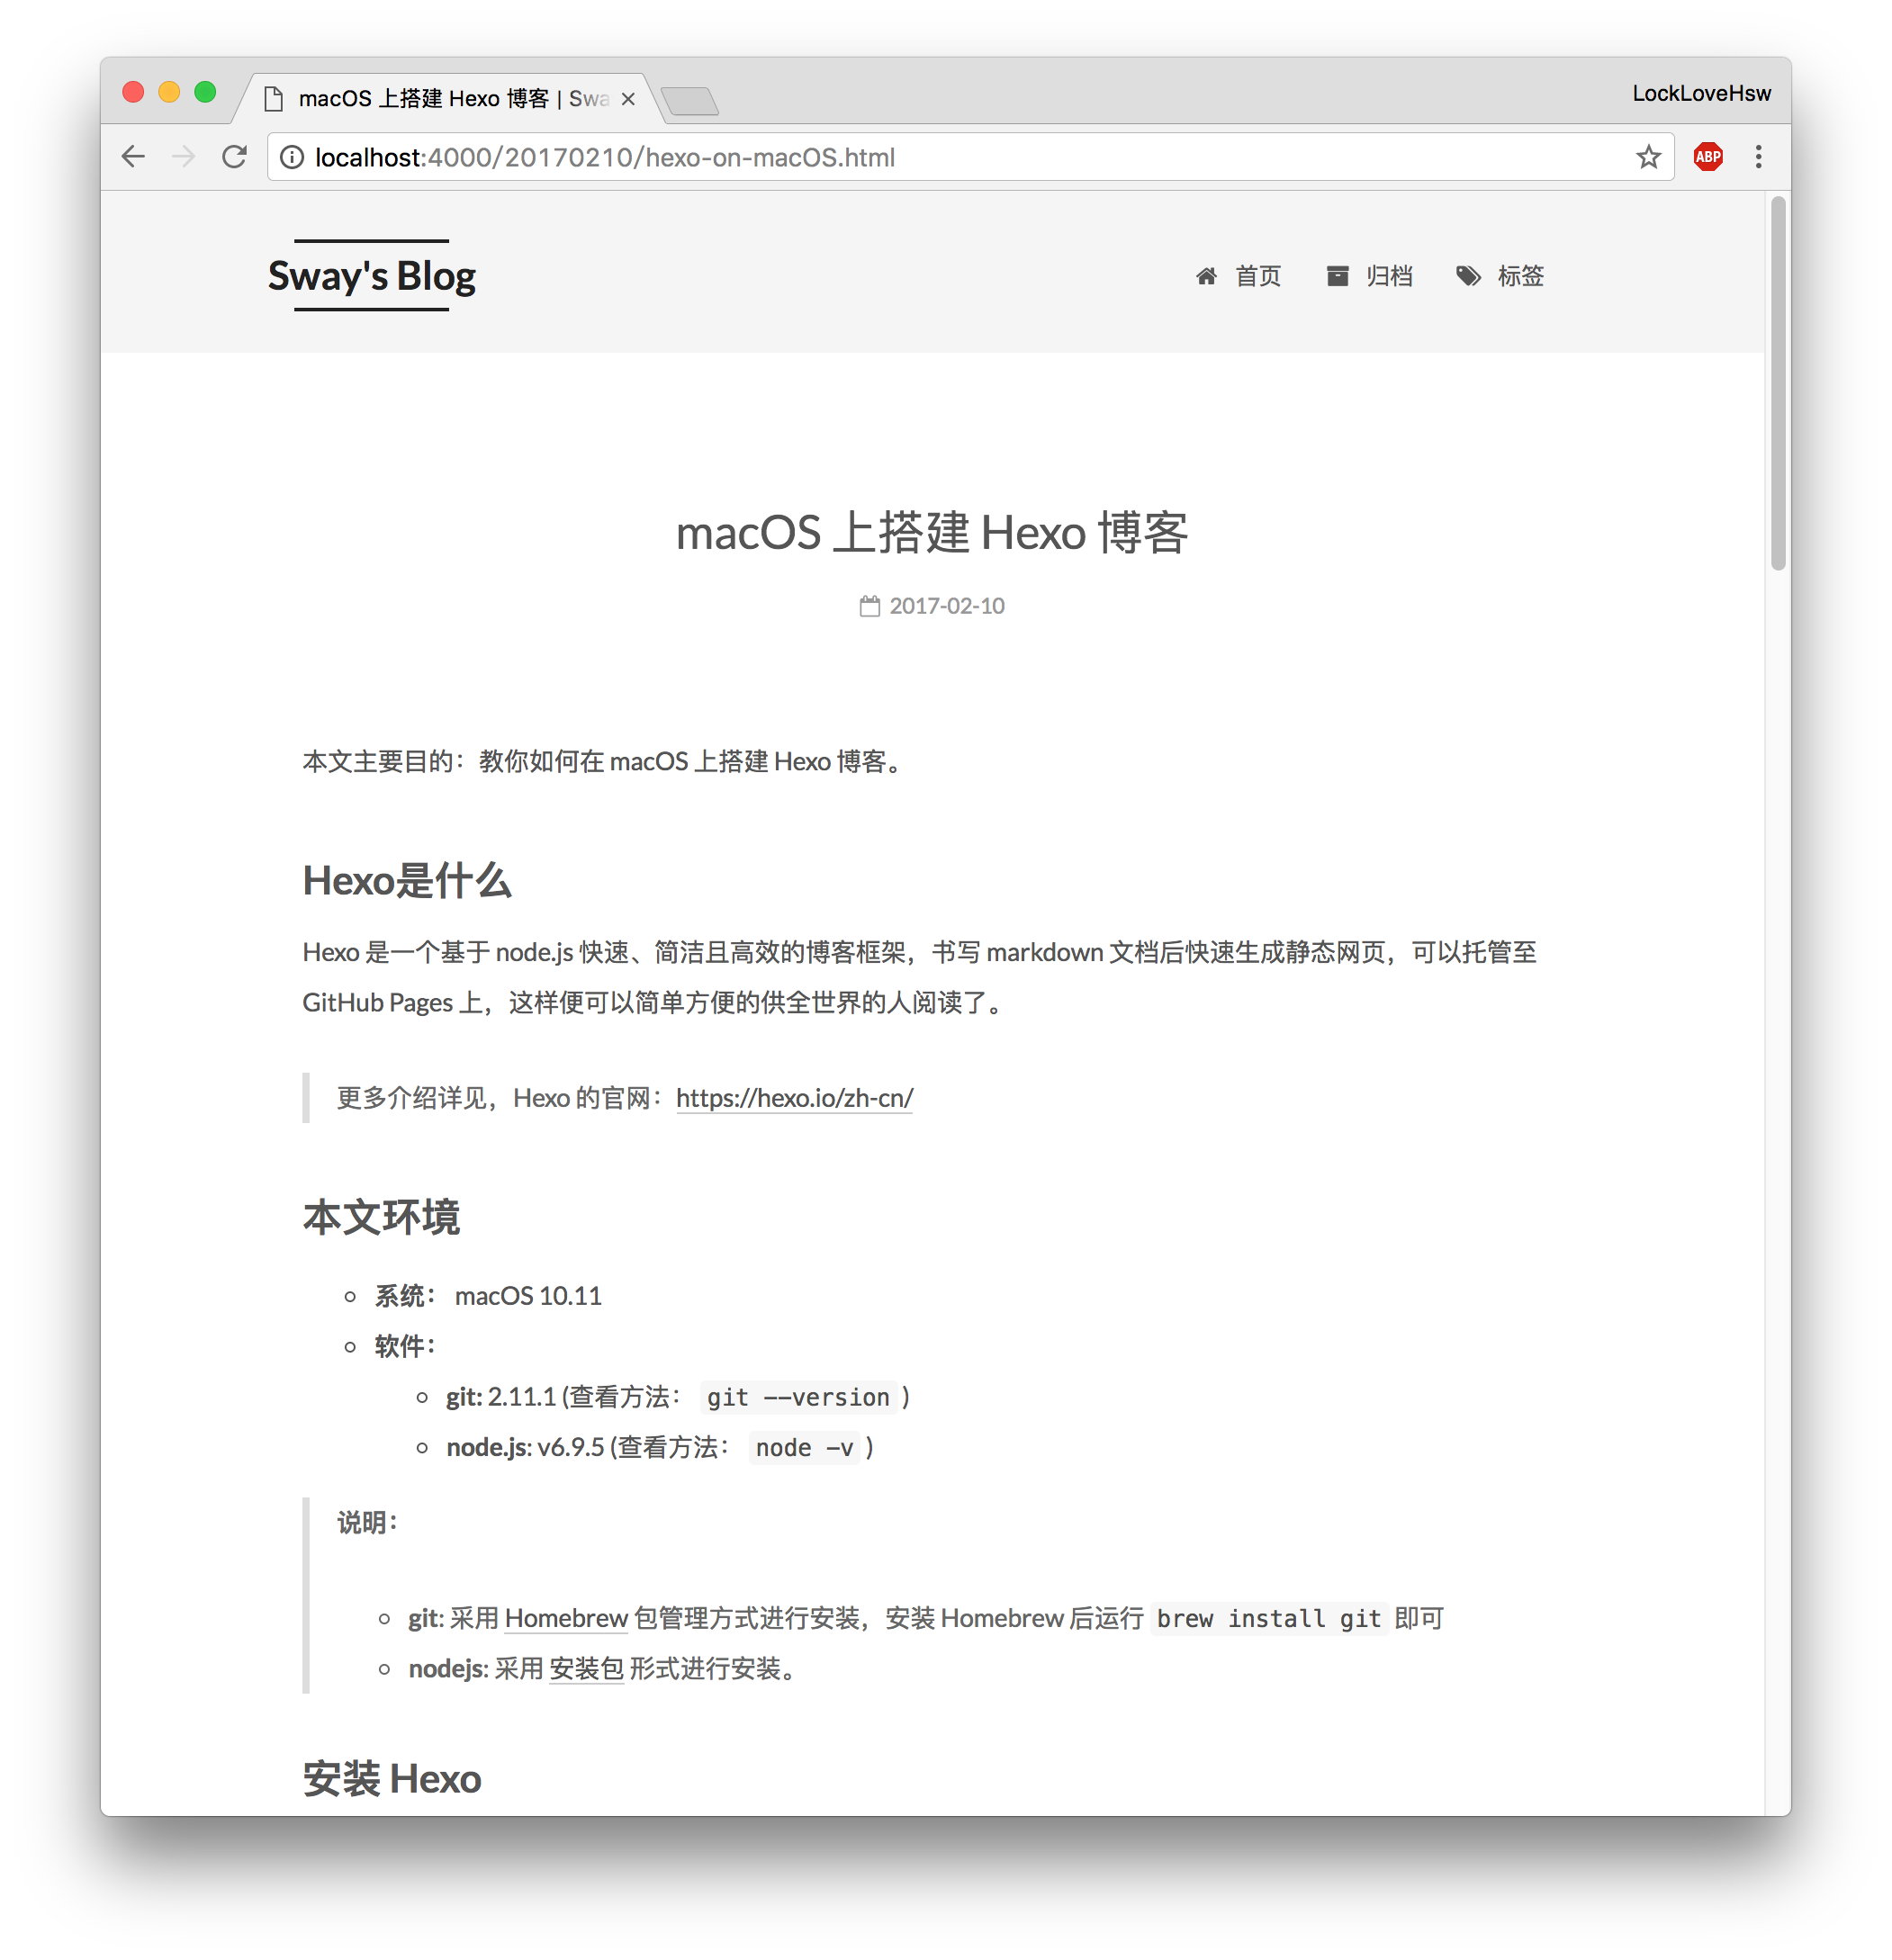 macOS 上搭建 Hexo 博客 | Swa
LockLoveHsw
localhost:4000/20170210/hexo-on-macOS.html
ABP
Sway's Blog
首页 归档 标签
macOS 上搭建 Hexo 博客
2017-02-10
本文主要目的：教你如何在 macOS 上搭建 Hexo 博客。
Hexo是什么
Hexo 是一个基于 node.js 快速、简洁且高效的博客框架，书写 markdown 文档后快速生成静态网页，可以托管至
GitHub Pages 上，这样便可以简单方便的供全世界的人阅读了。
更多介绍详见，Hexo 的官网：https://hexo.io/zh-cn/
本文环境
系统： macOS 10.11
软件：
git: 2.11.1 (查看方法： git --version )
node.js: v6.9.5 (查看方法： node -v )
说明：
git: 采用 Homebrew 包管理方式进行安装，安装 Homebrew 后运行 brew install git 即可
nodejs: 采用 安装包 形式进行安装。
安装 Hexo